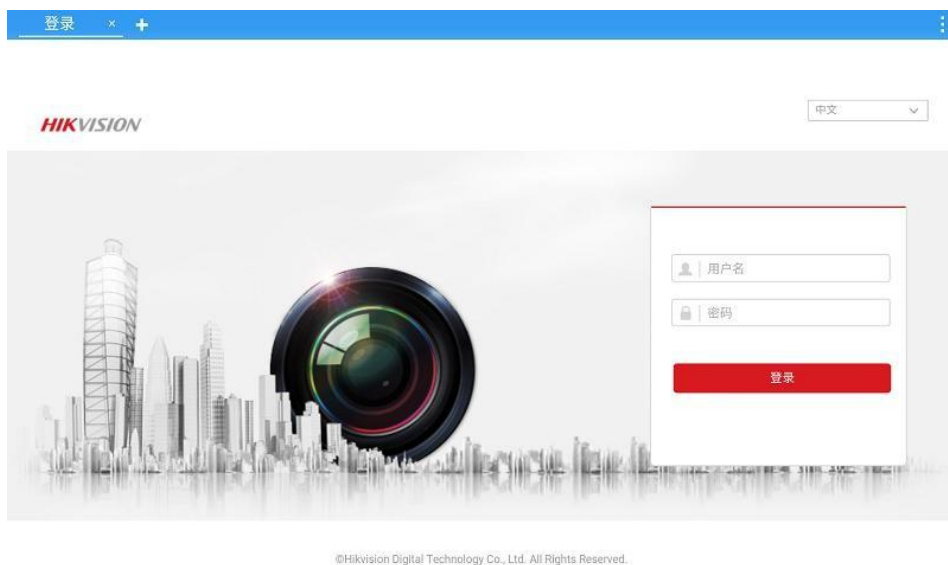 登录 × +
中文
HIKVISION
用户名
密码
登录
©Hikvision Digital Technology Co., Ltd. All Rights Reserved.